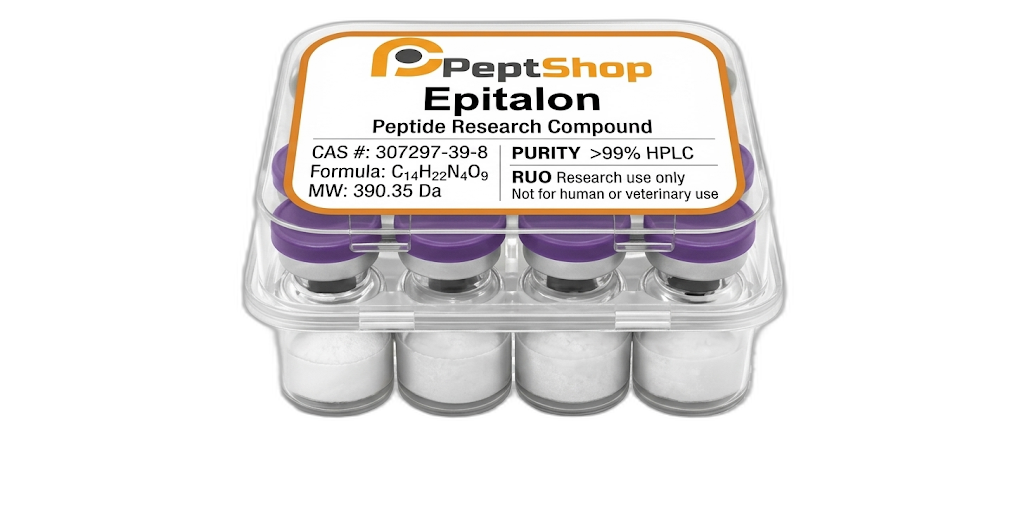 PeptShop
Epitalon
Peptide Research Compound
CAS #: 307297-39-8
Formula: C₁₄H₂₂N₄O₉
MW: 390.35 Da
PURITY >99% HPLC
RUO Research use only
Not for human or veterinary use